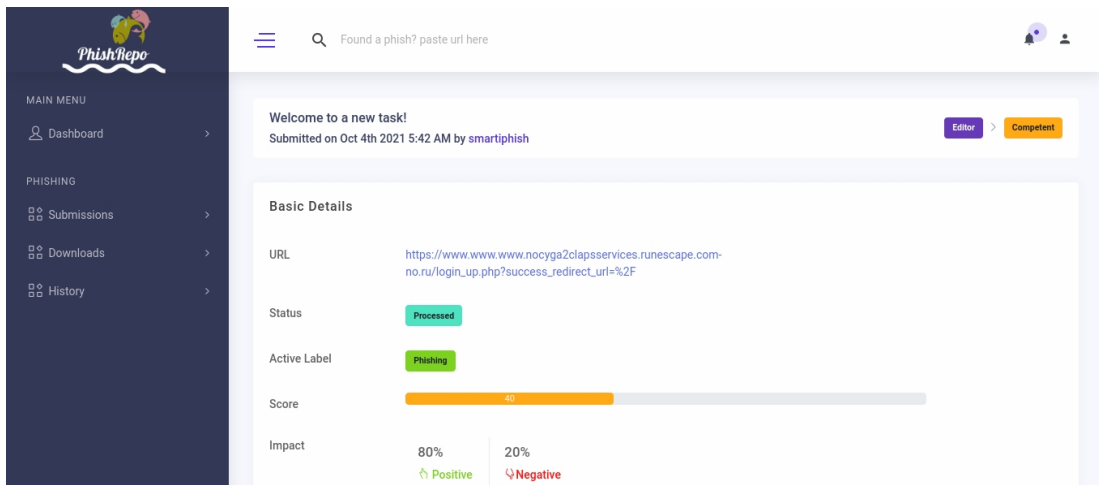 PhishRepo
Found a phish? paste url here
MAIN MENU
Dashboard
PHISHING
Submissions
Downloads
History
Welcome to a new task!
Submitted on Oct 4th 2021 5:42 AM by smartiphish
Editor > Competent
Basic Details
URL
https://www.www.www.nocyga2clapsservices.runescape.com-
no.ru/login_up.php?success_redirect_url=%2F
Status
Processed
Active Label
Phishing
Score
40
Impact
80% 20%
Positive Negative